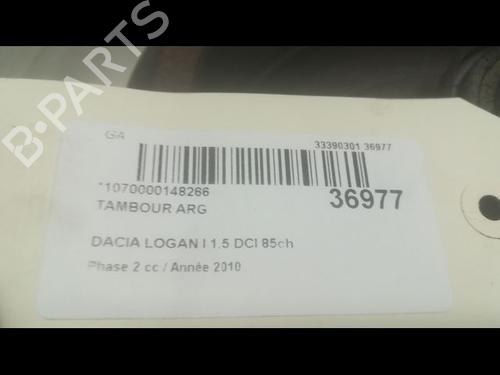 B-PARTS
GA
33390301 36977
*1070000148266
36977
TAMBOUR ARG
DACIA LOGAN I 1.5 DCI 85ch
Phase 2 cc / Année 2010